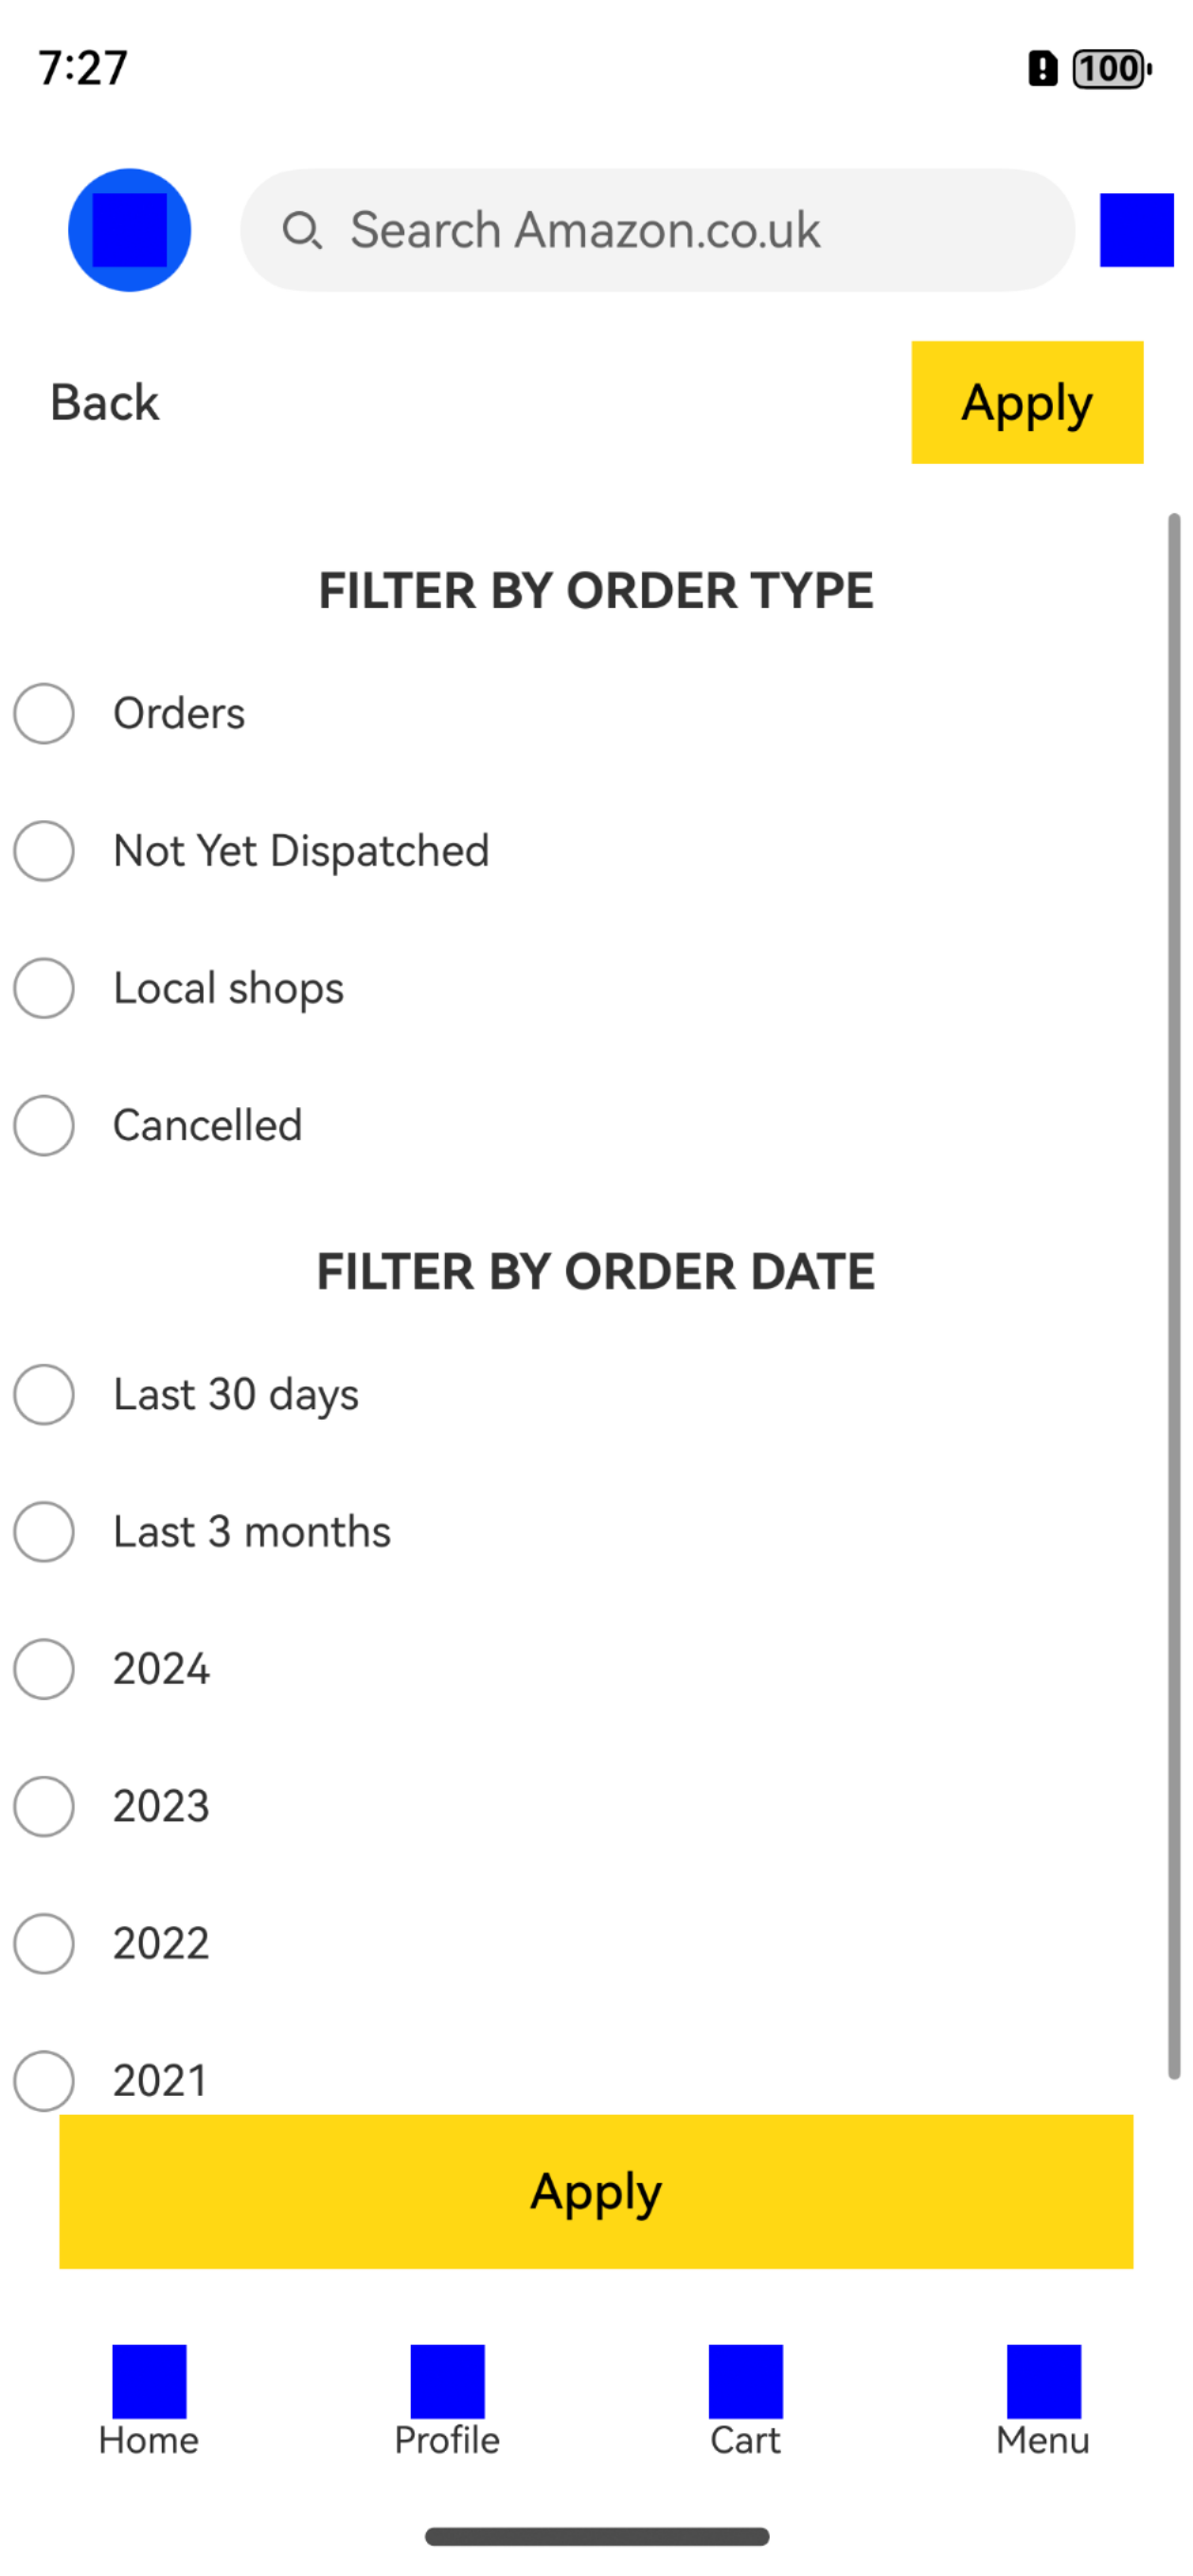 7:27
100
Search Amazon.co.uk
Back
Apply
FILTER BY ORDER TYPE
Orders
Not Yet Dispatched
Local shops
Cancelled
FILTER BY ORDER DATE
Last 30 days
Last 3 months
2024
2023
2022
2021
Apply
Home
Profile
Cart
Menu